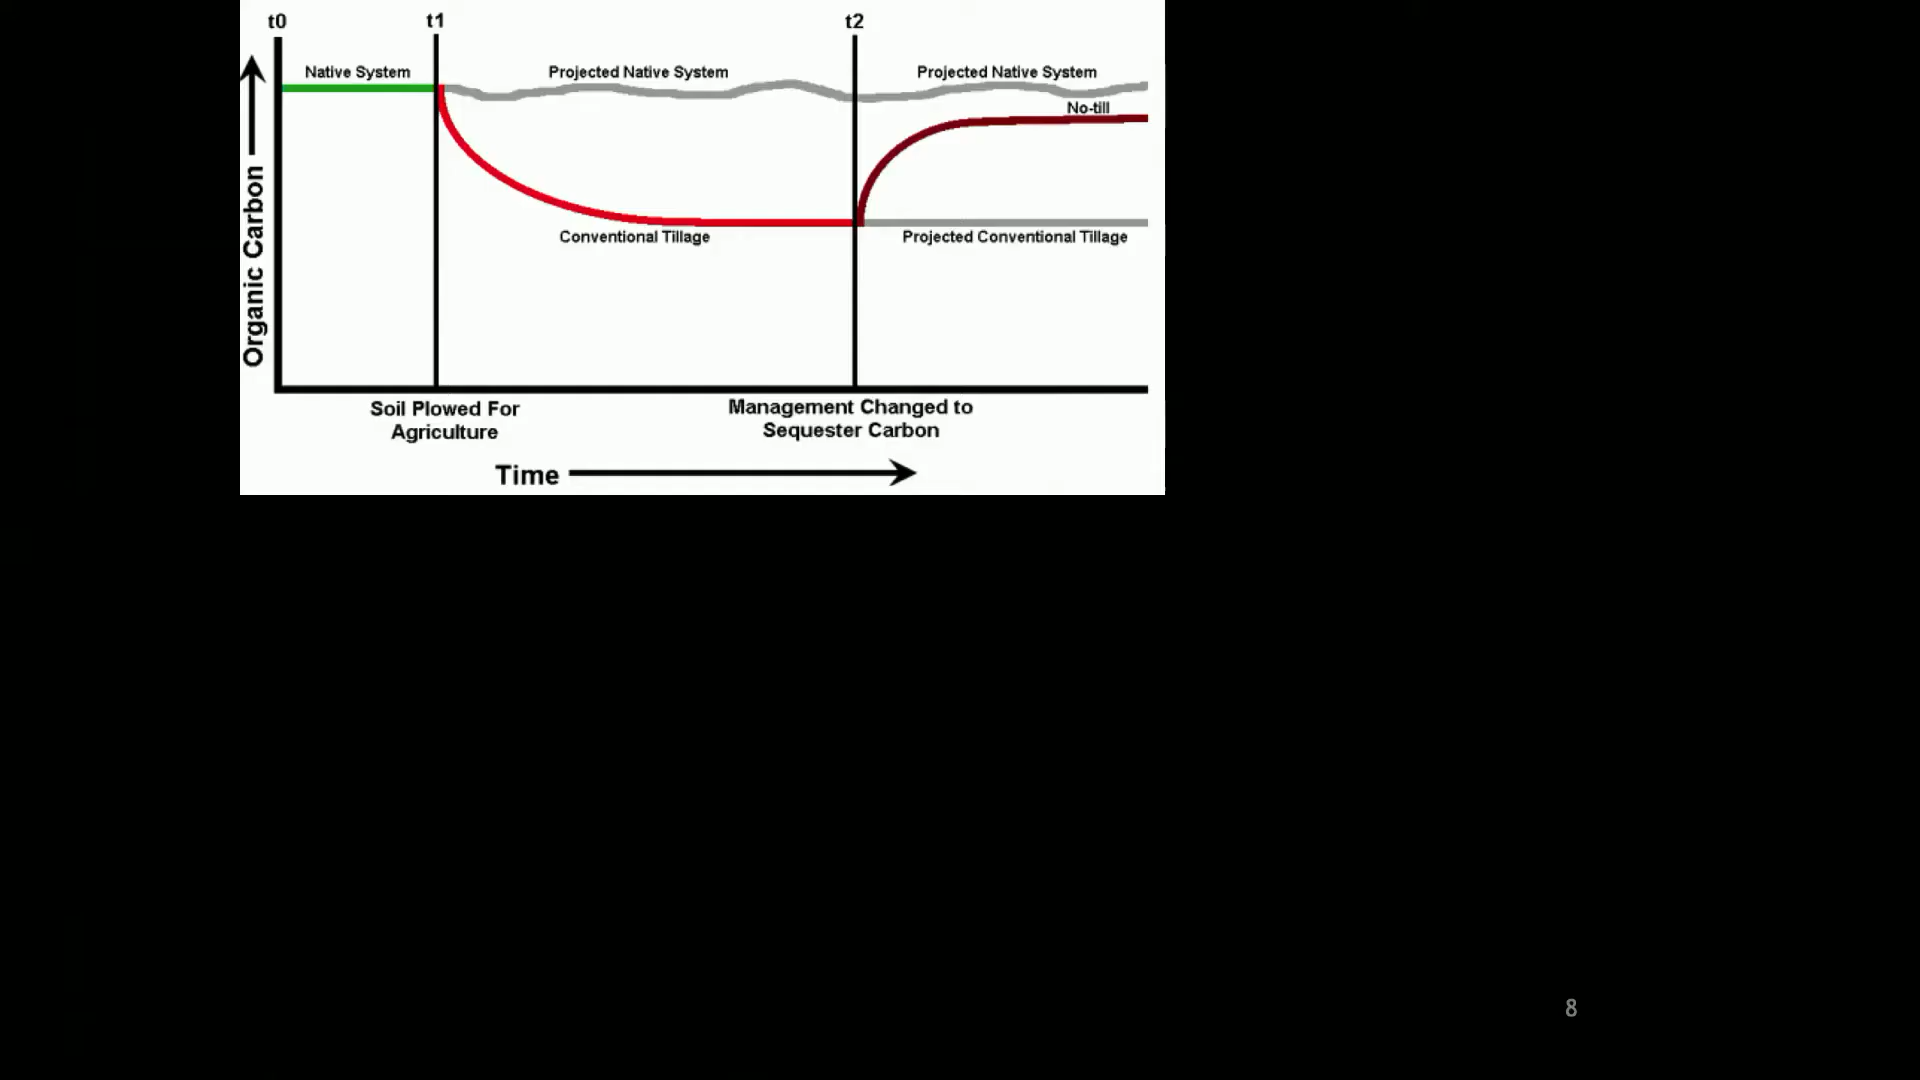 t0
t1
t2
Native System
Projected Native System
Projected Native System
No-till
Conventional Tillage
Projected Conventional Tillage
Organic Carbon
Soil Plowed For
Agriculture
Management Changed to
Sequester Carbon
Time
8